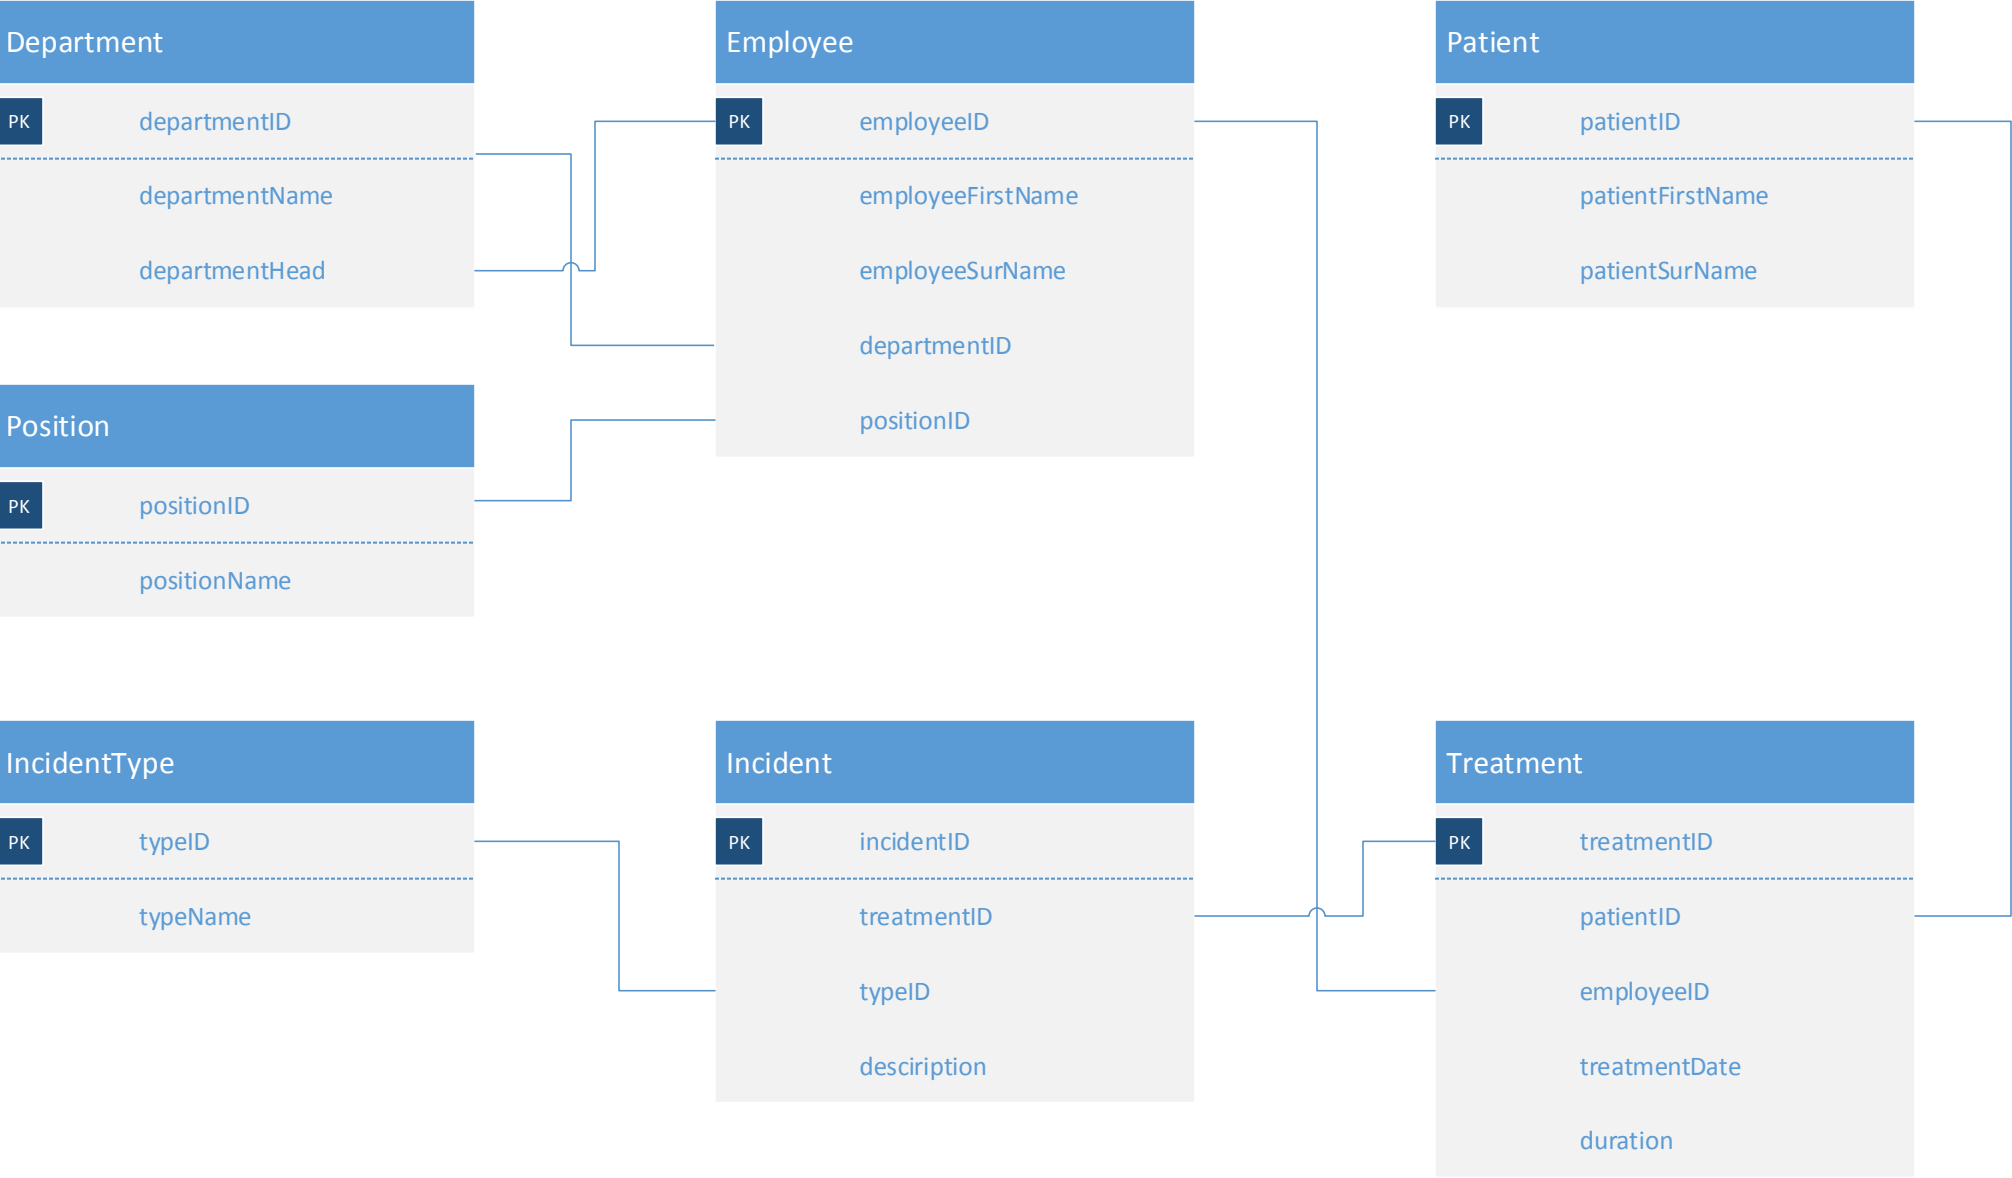 Department
PK departmentID
departmentName
departmentHead
Employee
PK employeeID
employeeFirstName
employeeSurName
departmentID
positionID
Patient
PK patientID
patientFirstName
patientSurName
Position
PK positionID
positionName
IncidentType
PK typeID
typeName
Incident
PK incidentID
treatmentID
typeID
desciription
Treatment
PK treatmentID
patientID
employeeID
treatmentDate
duration